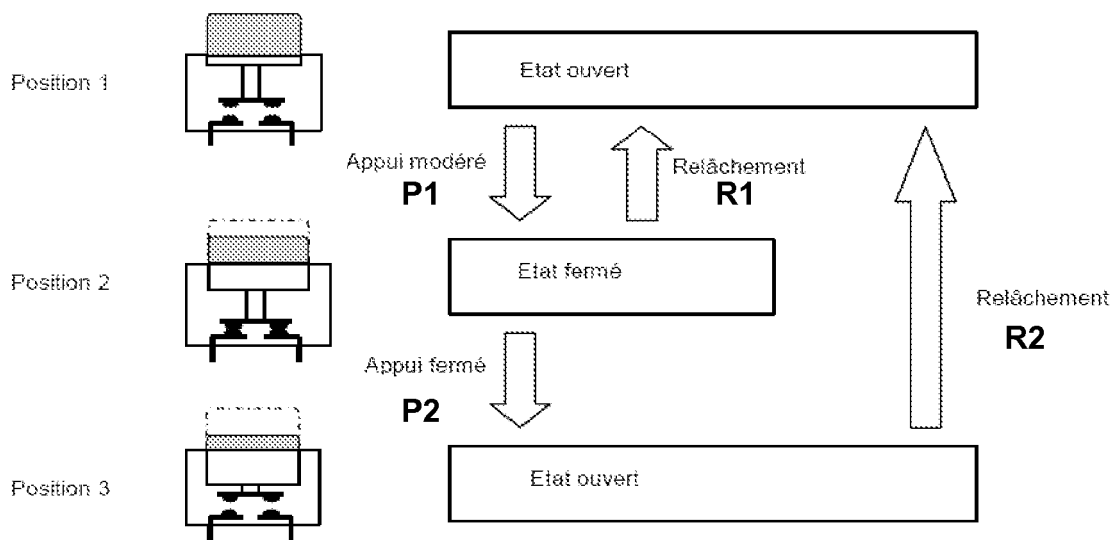 Position 1
Etat ouvert
Appui modéré
P1
Relâchement
R1
Position 2
Etat fermé
Relâchement
R2
Appui fermé
P2
Position 3
Etat ouvert